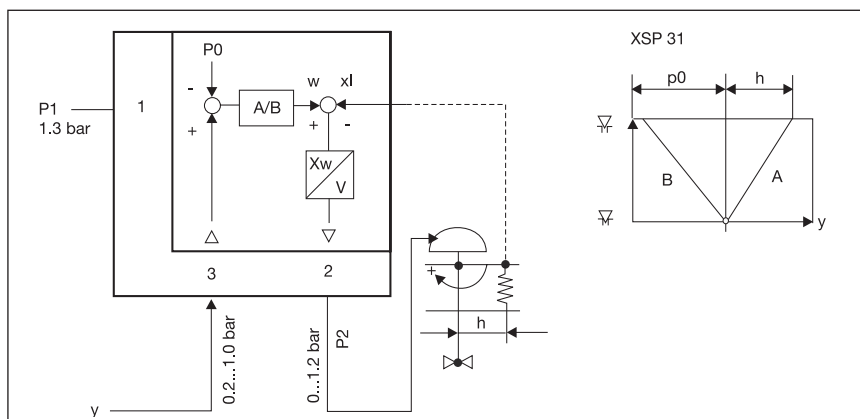 XSP 31
P0
p0
h
P1
1.3 bar
1
-
+
A/B
w
xI
+
-
Xw
V
B
A
y
3
2
+
h
0.2...1.0 bar
0...1.2 bar
P2
y